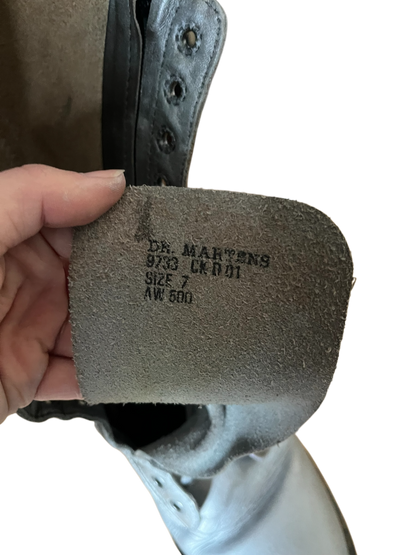 DR. MARTENS
9733 CK D 01
SIZE 7
AW 500